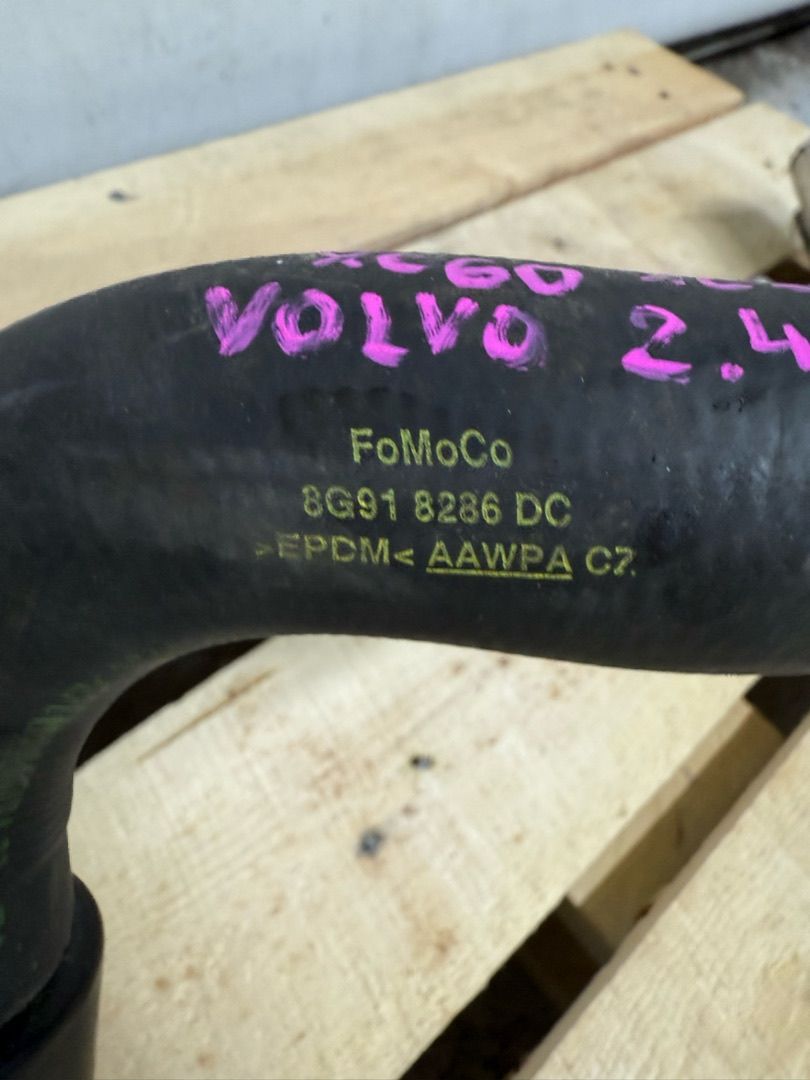 XC60
VOLVO 2.4
FoMoCo
8G91 8286 DC
>EPDM< AAWPA C7.